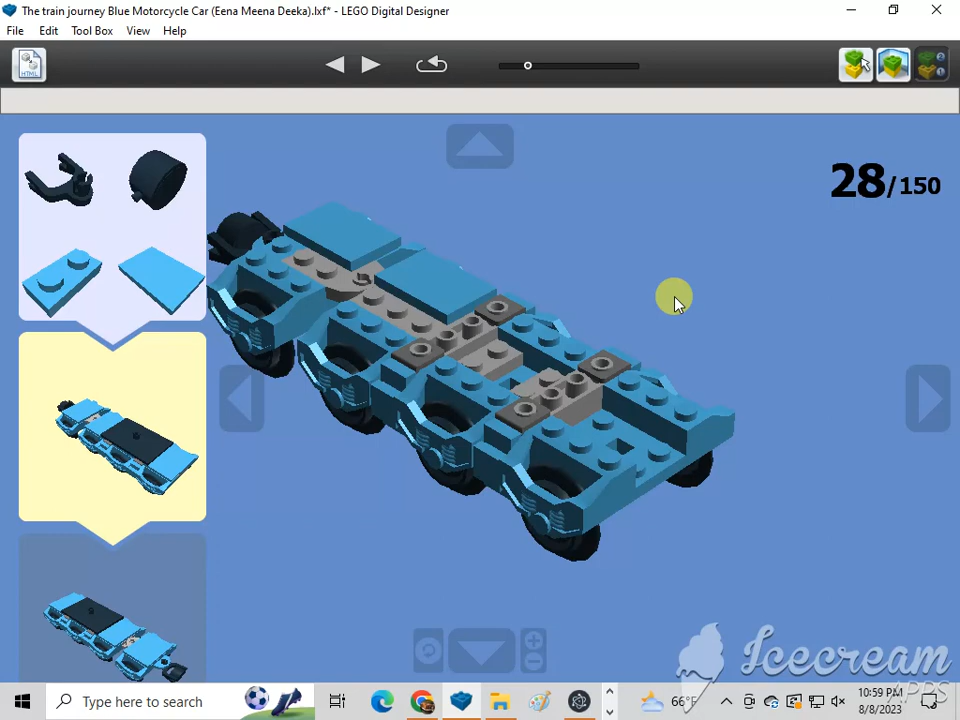 The train journey Blue Motorcycle Car (Eena Meena Deeka).lxf* - LEGO Digital Designer
File Edit Tool Box View Help
HTML
28/150
Icecream
APPS
Type here to search
66°F
10:59 PM
8/8/2023